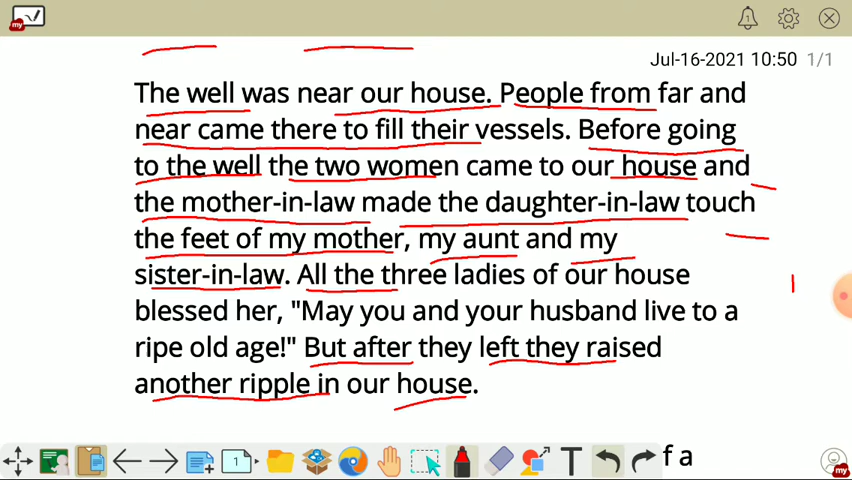 Jul-16-2021 10:50 1/1
The well was near our house. People from far and
near came there to fill their vessels. Before going
to the well the two women came to our house and
the mother-in-law made the daughter-in-law touch
the feet of my mother, my aunt and my
sister-in-law. All the three ladies of our house
blessed her, "May you and your husband live to a
ripe old age!" But after they left they raised
another ripple in our house.
f a
1
T
my
my
1